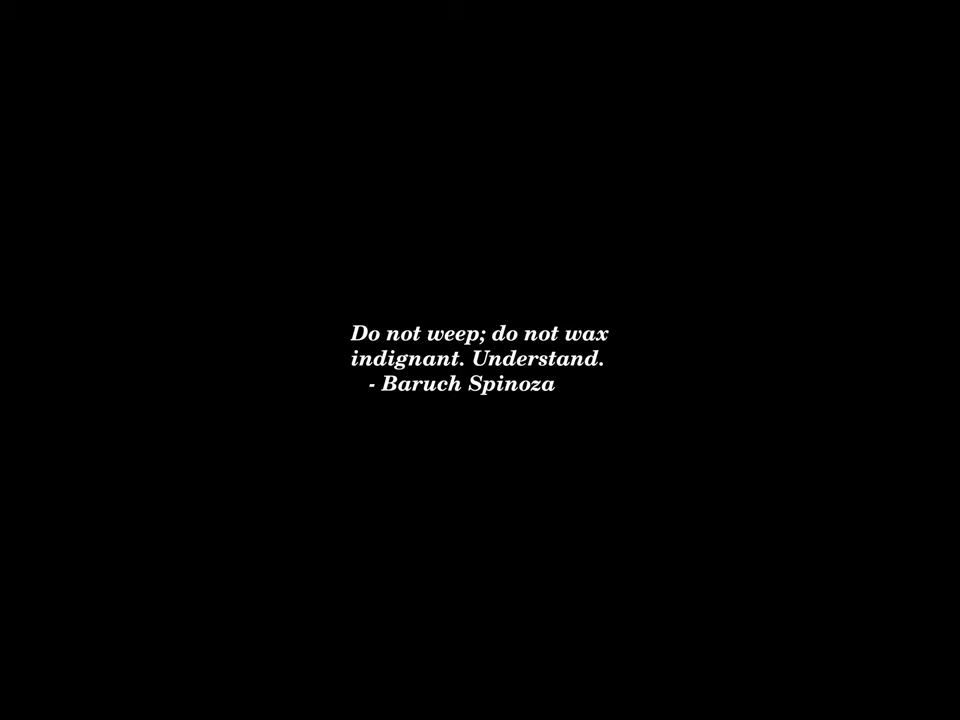 Do not weep; do not wax
indignant. Understand.
- Baruch Spinoza